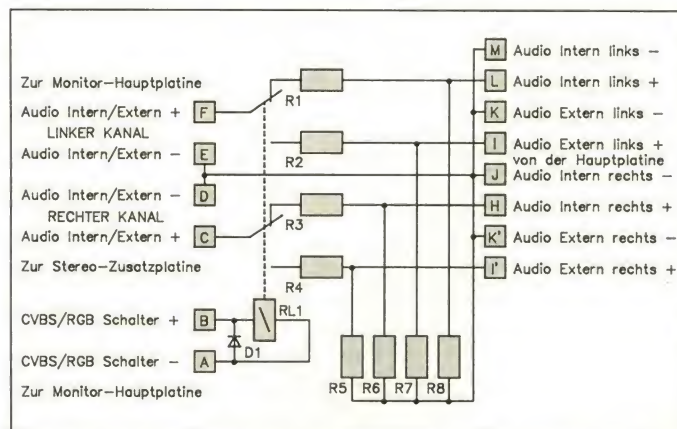 Zur Monitor-Hauptplatine
Audio Intern/Extern + F
LINKER KANAL
Audio Intern/Extern - E
Audio Intern/Extern - D
RECHTER KANAL
Audio Intern/Extern + C
Zur Stereo-Zusatzplatine
CVBS/RGB Schalter + B
CVBS/RGB Schalter - A
Zur Monitor-Hauptplatine
R1
R2
R3
R4
RL1
D1
R5 R6 R7 R8
M Audio Intern links -
L Audio Intern links +
K Audio Extern links -
I Audio Extern links +
von der Hauptplatine
J Audio Intern rechts -
H Audio Intern rechts +
K' Audio Extern rechts -
I' Audio Extern rechts +